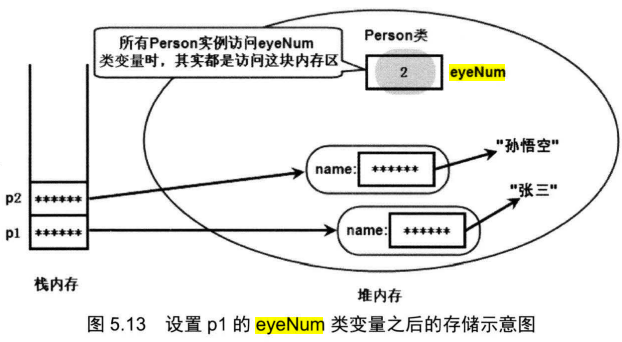 Person类
所有Person实例访问eyeNum
类变量时，其实都是访问这块内存区
2
eyeNum
name: ******
"孙悟空"
"张三"
name: ******
p2 ******
p1 ******
栈内存
堆内存
图 5.13 设置 p1 的 eyeNum 类变量之后的存储示意图